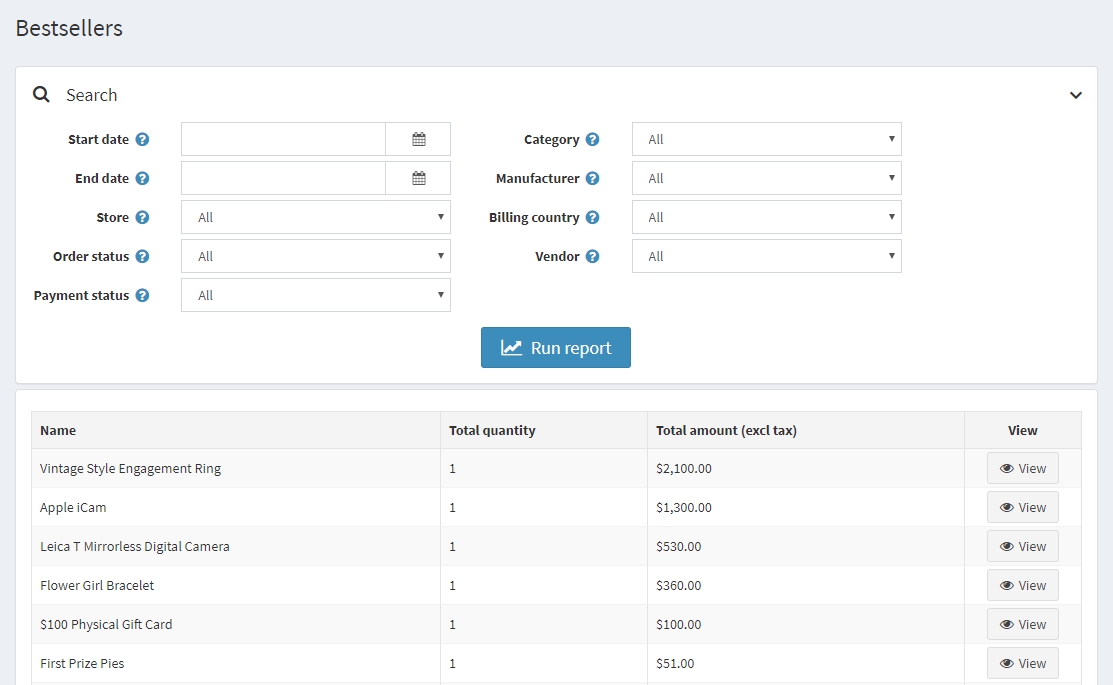 Bestsellers
Search
Start date
Category All
End date
Manufacturer All
Store All
Billing country All
Order status All
Vendor All
Payment status All
Run report
Name Total quantity Total amount (excl tax) View
Vintage Style Engagement Ring 1 $2,100.00 View
Apple iCam 1 $1,300.00 View
Leica T Mirrorless Digital Camera 1 $530.00 View
Flower Girl Bracelet 1 $360.00 View
$100 Physical Gift Card 1 $100.00 View
First Prize Pies 1 $51.00 View